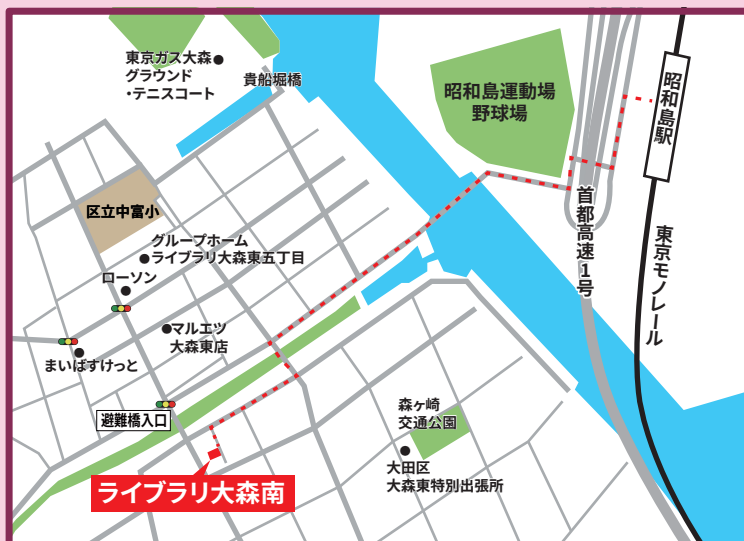 東京ガス大森
グラウンド
・テニスコート
貴船堀橋
昭和島運動場
野球場
昭和島駅
区立中富小
グループホーム
ライブラリ大森東五丁目
ローソン
首都高速1号
東京モノレール
マルエツ
大森東店
まいばすけっと
避難橋入口
森ヶ崎
交通公園
大田区
大森東特別出張所
ライブラリ大森南